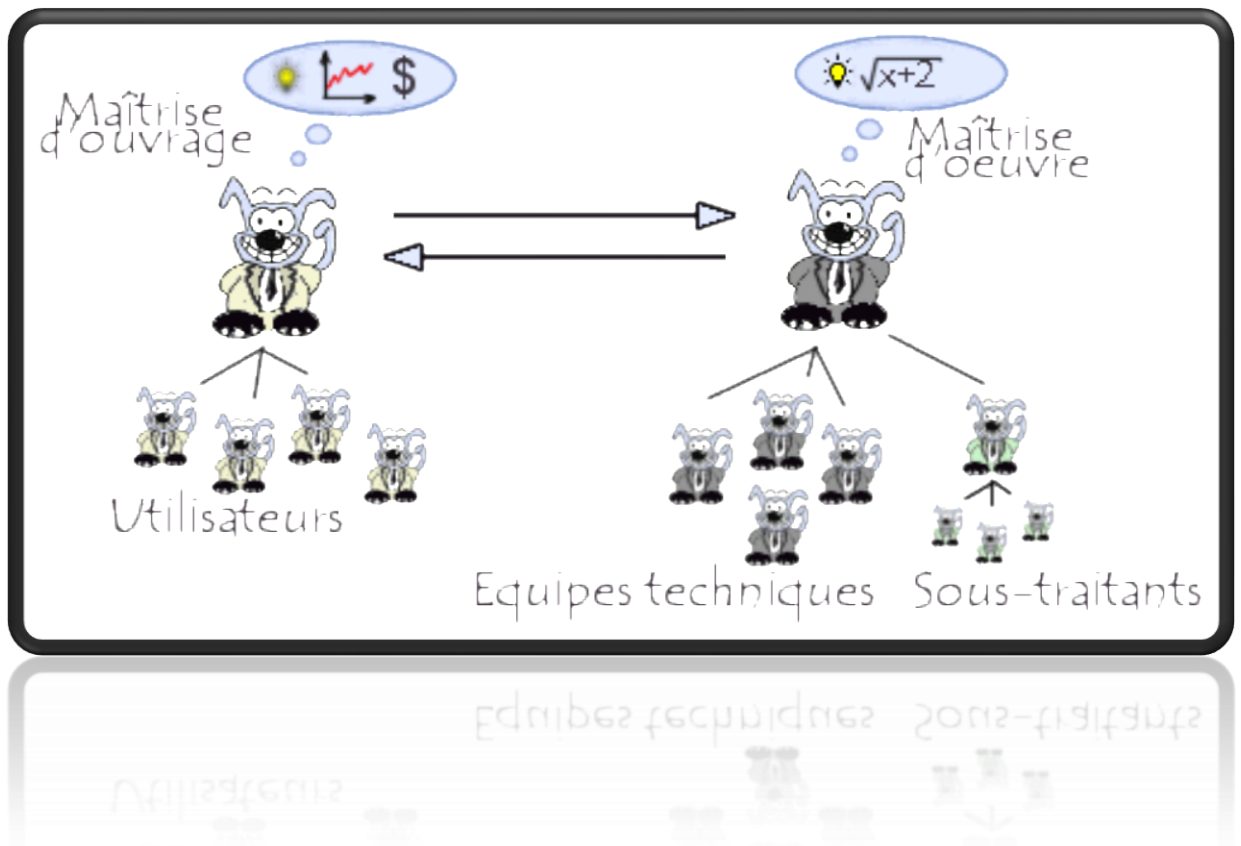 $
√x+2
Maîtrise
d'ouvrage
Maîtrise
d'oeuvre
Utilisateurs
Equipes techniques
Sous-traitants